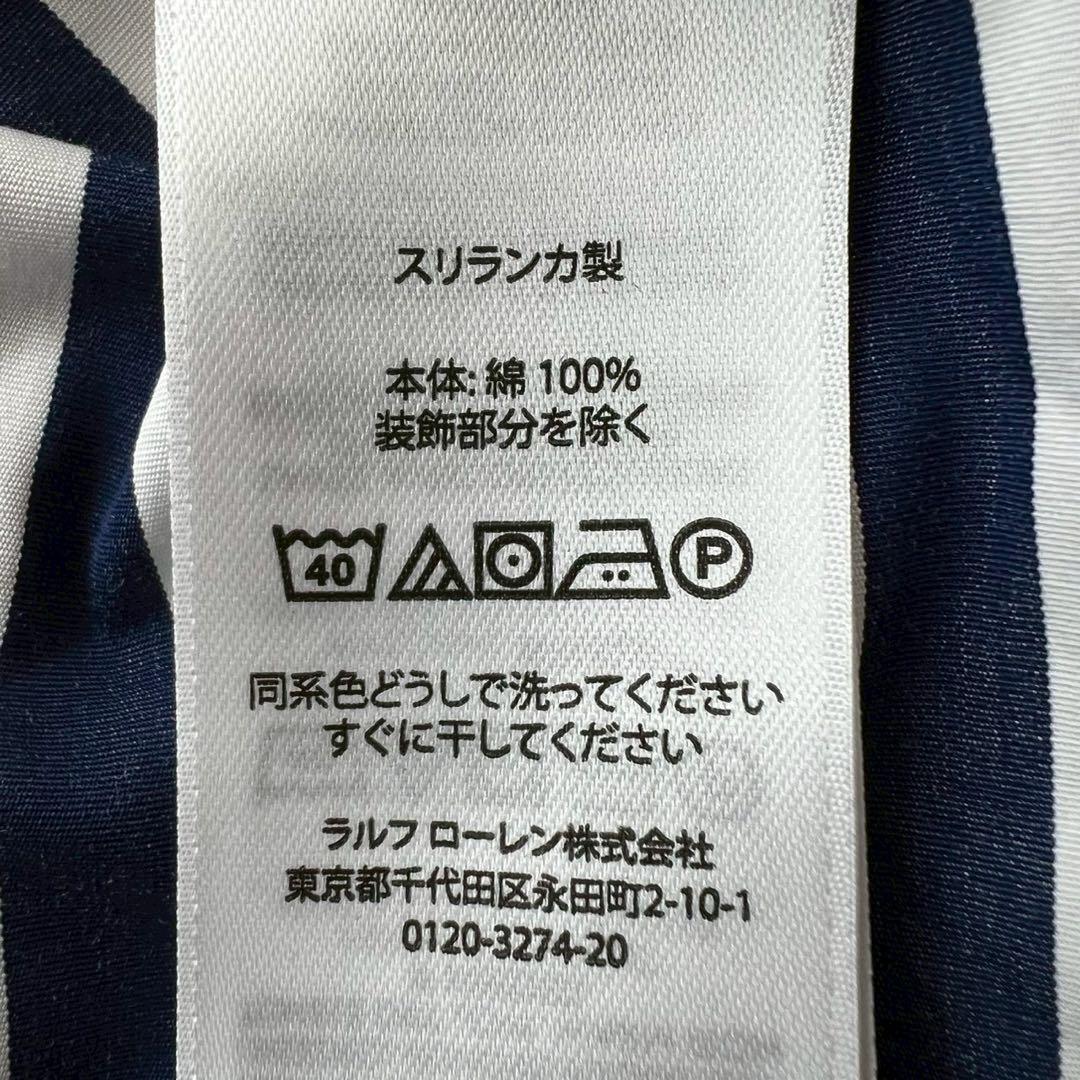 スリランカ製
本体: 綿 100%
装飾部分を除く
40 P
同系色どうしで洗ってください
すぐに干してください
ラルフ ローレン株式会社
東京都千代田区永田町2-10-1
0120-3274-20